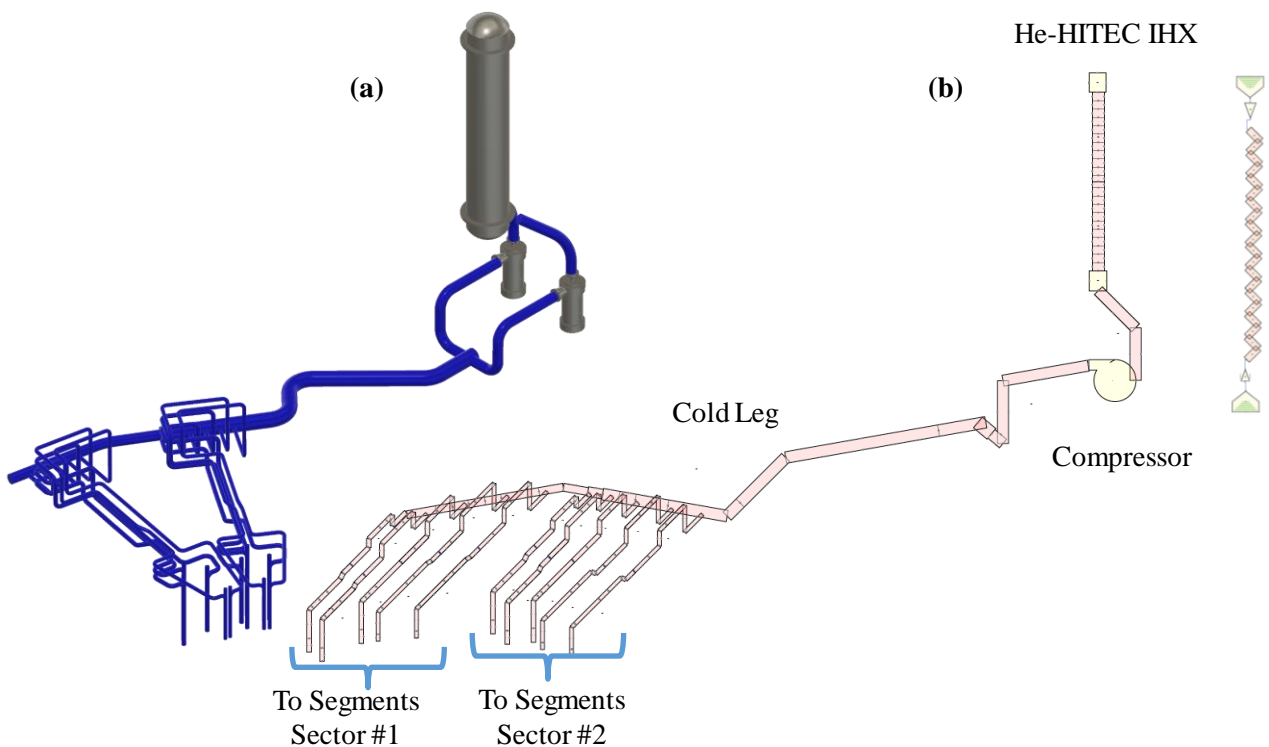 He-HITEC IHX
(a)
(b)
Cold Leg
Compressor
To Segments
Sector #1
To Segments
Sector #2